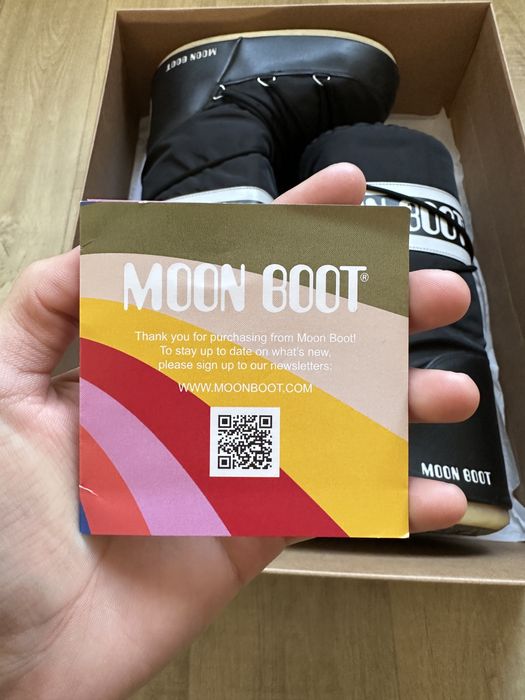 MOON BOOT
MOON BOOT®
Thank you for purchasing from Moon Boot!
To stay up to date on what's new,
please sign up to our newsletters:
WWW.MOONBOOT.COM
BOOT
MOON BOOT